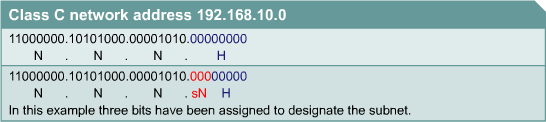 Class C network address 192.168.10.0
11000000.10101000.00001010.00000000
N . N . N . H
11000000.10101000.00001010.00000000
N . N . N . sN H
In this example three bits have been assigned to designate the subnet.